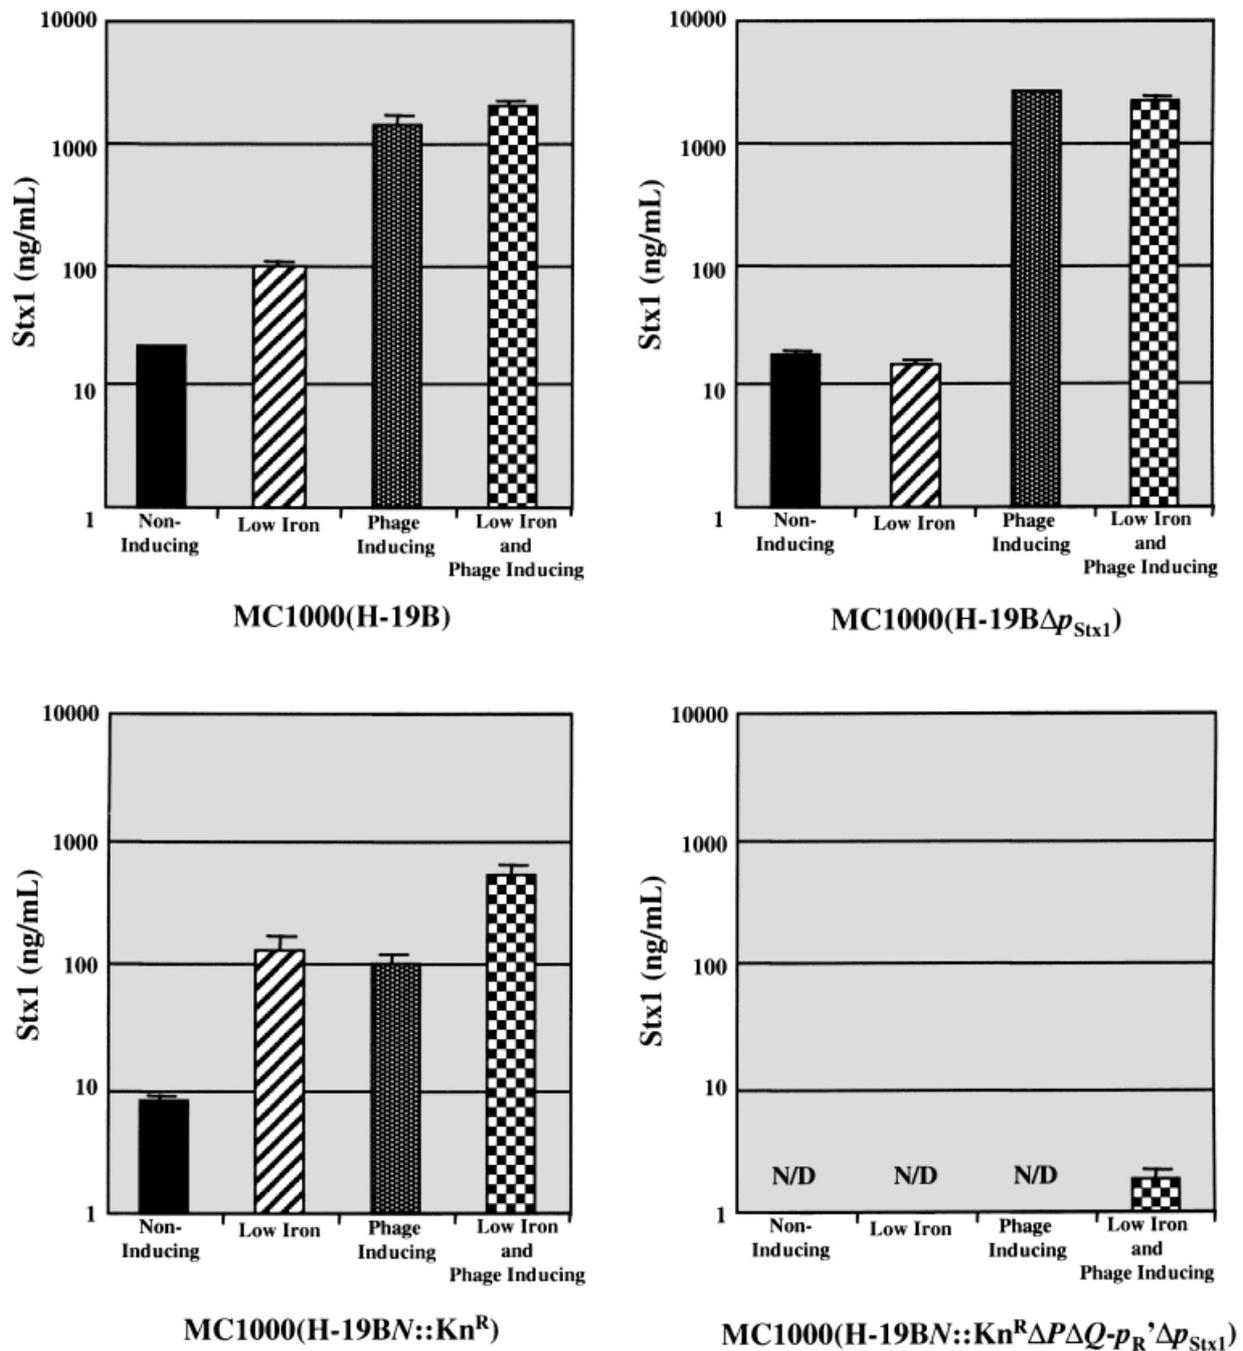 10000
1000
100
10
1
Stx1 (ng/mL)
Non-
Inducing
Low Iron
Phage
Inducing
Low Iron
and
Phage Inducing
MC1000(H-19B)
10000
1000
100
10
1
Stx1 (ng/mL)
Non-
Inducing
Low Iron
Phage
Inducing
Low Iron
and
Phage Inducing
MC1000(H-19BΔpStx1)
10000
1000
100
10
1
Stx1 (ng/mL)
Non-
Inducing
Low Iron
Phage
Inducing
Low Iron
and
Phage Inducing
MC1000(H-19BN::KnR)
10000
1000
100
10
1
Stx1 (ng/mL)
N/D N/D N/D
Non-
Inducing
Low Iron
Phage
Inducing
Low Iron
and
Phage Inducing
MC1000(H-19BN::KnRΔPΔQ-pR'ΔpStx1)